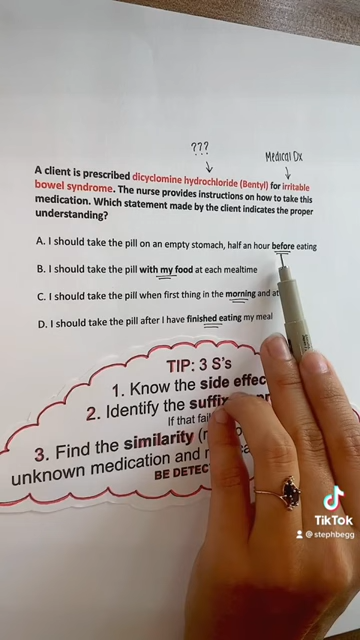 ???
Medical Dx
A client is prescribed dicyclomine hydrochloride (Bentyl) for irritable
bowel syndrome. The nurse provides instructions on how to take this
medication. Which statement made by the client indicates the proper
understanding?
A. I should take the pill on an empty stomach, half an hour before eating
B. I should take the pill with my food at each mealtime
C. I should take the pill when first thing in the morning and at
D. I should take the pill after I have finished eating my meal
TIP: 3 S's
1. Know the side effec
2. Identify the suffix
If that fai
3. Find the similarity
unknown medication and
BE DETEC
TikTok
@stephbegg